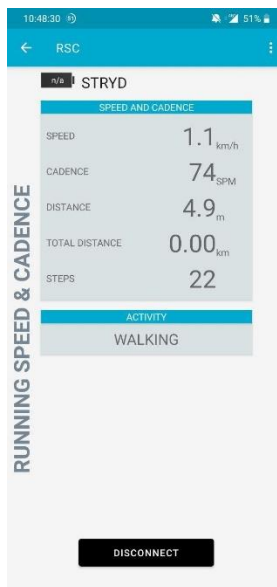 10:48:30 51%
RSC
n/a STRYD
SPEED AND CADENCE
SPEED 1.1 km/h
CADENCE 74 SPM
DISTANCE 4.9 m
TOTAL DISTANCE 0.00 km
STEPS 22
ACTIVITY
WALKING
RUNNING SPEED & CADENCE
DISCONNECT